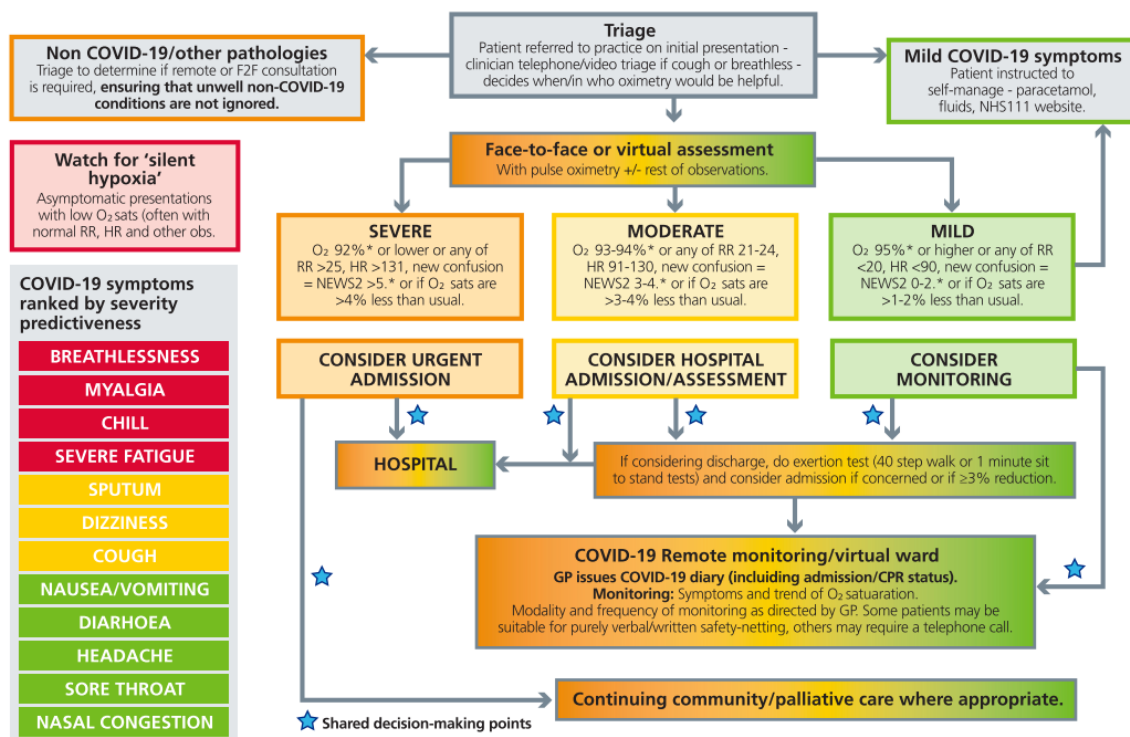 Triage
Patient referred to practice on initial presentation -
clinician telephone/video triage if cough or breathless -
decides when/in who oximetry would be helpful.
Non COVID-19/other pathologies
Triage to determine if remote or F2F consultation
is required, ensuring that unwell non-COVID-19
conditions are not ignored.
Mild COVID-19 symptoms
Patient instructed to
self-manage - paracetamol,
fluids, NHS111 website.
Face-to-face or virtual assessment
With pulse oximetry +/- rest of observations.
Watch for ‘silent
hypoxia’
Asymptomatic presentations
with low O₂ sats (often with
normal RR, HR and other obs.
SEVERE
O₂ 92%* or lower or any of
RR >25, HR >131, new confusion
= NEWS2 >5.* or if O₂ sats are
>4% less than usual.
MODERATE
O₂ 93-94%* or any of RR 21-24,
HR 91-130, new confusion =
NEWS2 3-4.* or if O₂ sats are
>3-4% less than usual.
MILD
O₂ 95%* or higher or any of RR
<20, HR <90, new confusion =
NEWS2 0-2.* or if O₂ sats are
>1-2% less than usual.
CONSIDER URGENT
ADMISSION
CONSIDER HOSPITAL
ADMISSION/ASSESSMENT
CONSIDER
MONITORING
HOSPITAL
If considering discharge, do exertion test (40 step walk or 1 minute sit
to stand tests) and consider admission if concerned or if ≥3% reduction.
COVID-19 Remote monitoring/virtual ward
GP issues COVID-19 diary (including admission/CPR status).
Monitoring: Symptoms and trend of O₂ satuaration.
Modality and frequency of monitoring as directed by GP. Some patients may be
suitable for purely verbal/written safety-netting, others may require a telephone call.
Continuing community/palliative care where appropriate.
Shared decision-making points
COVID-19 symptoms
ranked by severity
predictiveness
BREATHLESSNESS
MYALGIA
CHILL
SEVERE FATIGUE
SPUTUM
DIZZINESS
COUGH
NAUSEA/VOMITING
DIARHOEA
HEADACHE
SORE THROAT
NASAL CONGESTION